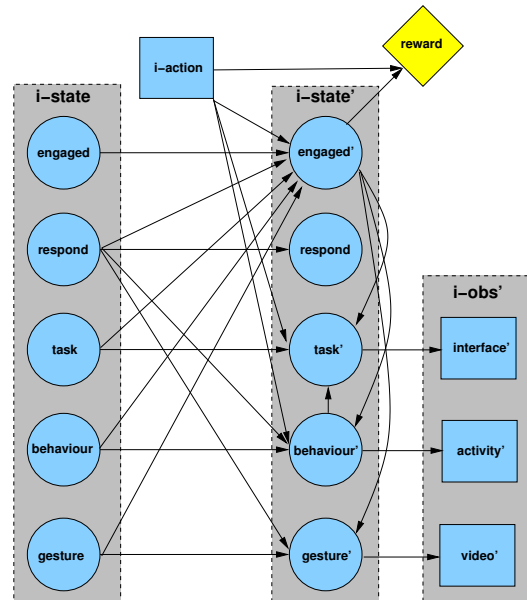 reward
i-action
i-state
i-state'
engaged
engaged'
respond
respond
i-obs'
task
task'
interface'
behaviour
behaviour'
activity'
gesture
gesture'
video'